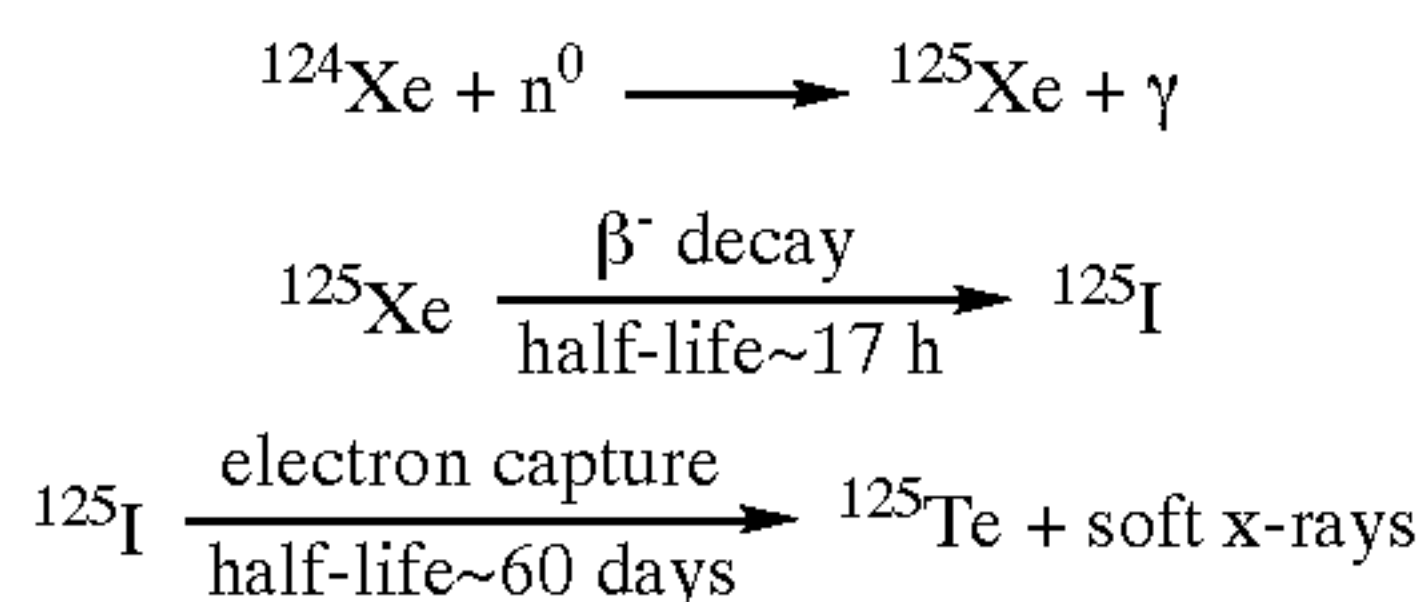 ¹²⁴Xe + n⁰ ⟶ ¹²⁵Xe + γ
β⁻ decay
¹²⁵Xe ⟶ ¹²⁵I
half-life~17 h
electron capture
¹²⁵I ⟶ ¹²⁵Te + soft x-rays
half-life~60 days